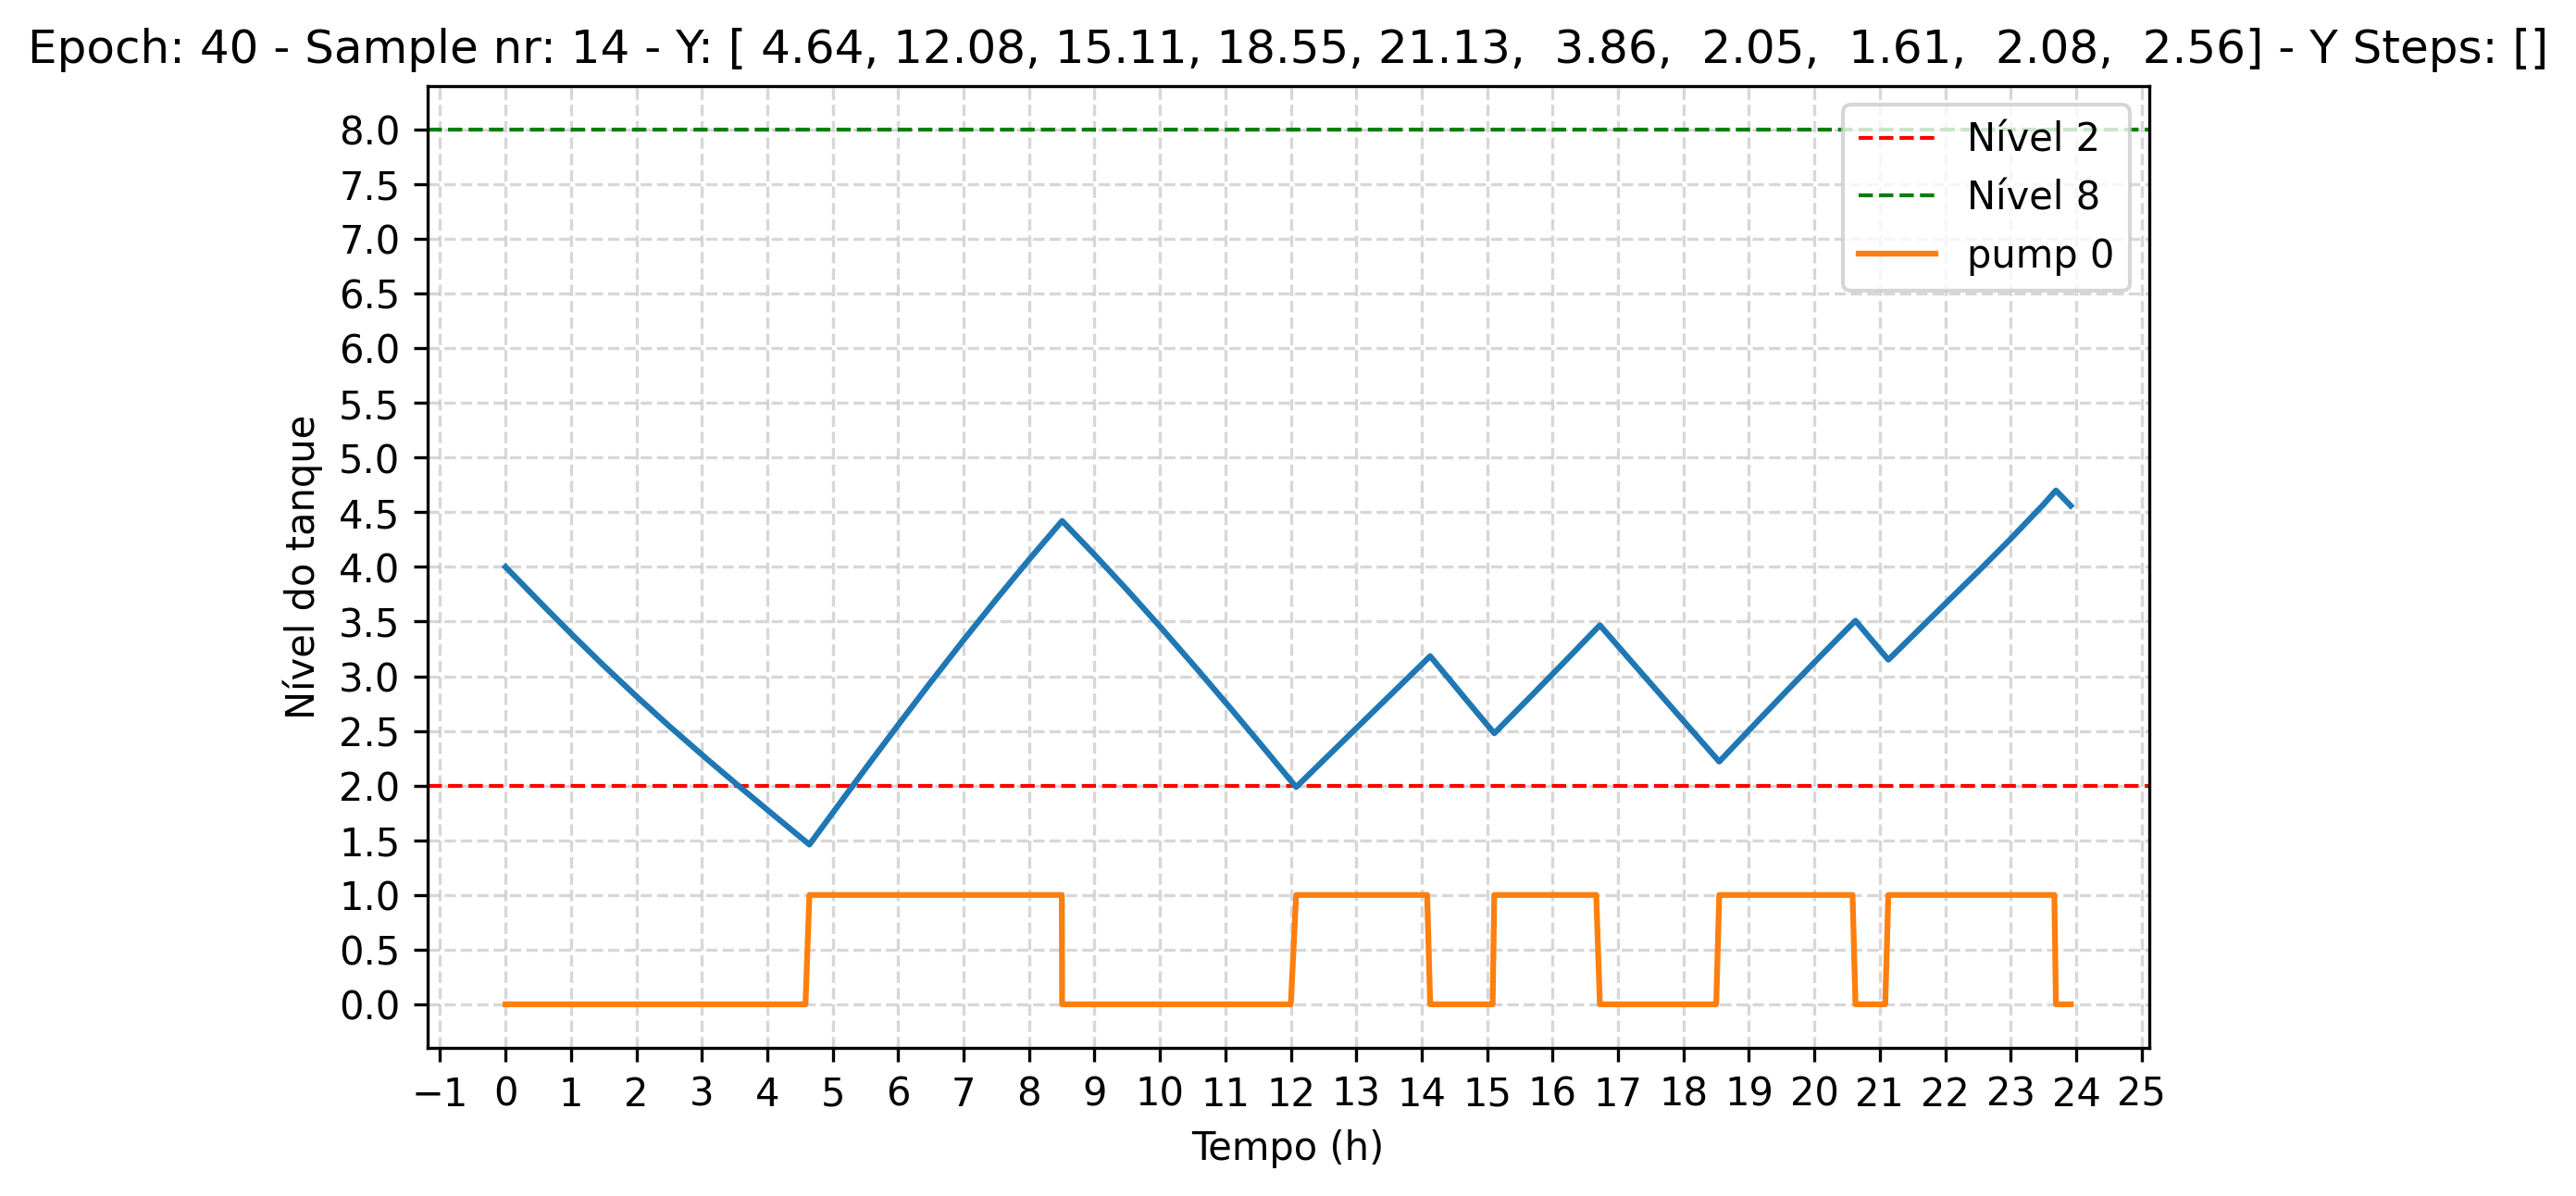 Epoch: 40 - Sample nr: 14 - Y: [ 4.64, 12.08, 15.11, 18.55, 21.13,  3.86,  2.05,  1.61,  2.08,  2.56] - Y Steps: []
8.0
7.5
7.0
6.5
6.0
5.5
5.0
4.5
4.0
3.5
3.0
2.5
2.0
1.5
1.0
0.5
0.0
Nível do tanque
Nível 2
Nível 8
pump 0
−1 0 1 2 3 4 5 6 7 8 9 10 11 12 13 14 15 16 17 18 19 20 21 22 23 24 25
Tempo (h)